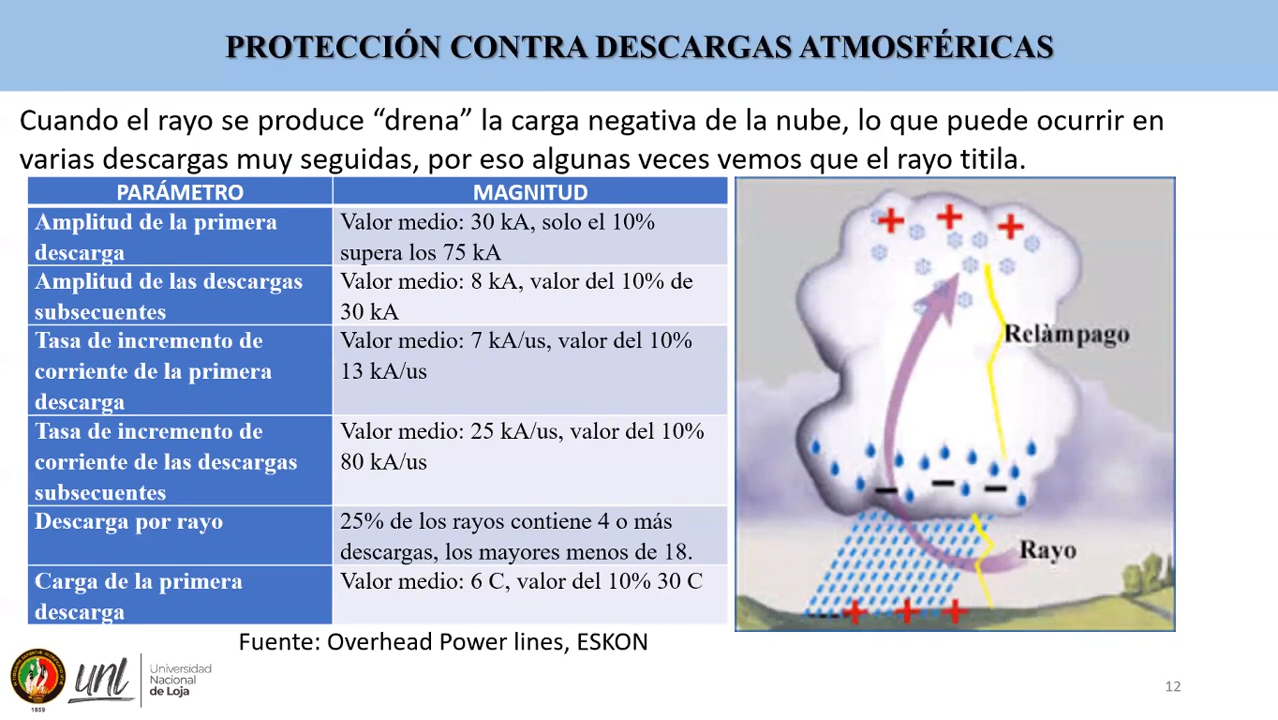 PROTECCIÓN CONTRA DESCARGAS ATMOSFÉRICAS
Cuando el rayo se produce “drena” la carga negativa de la nube, lo que puede ocurrir en
varias descargas muy seguidas, por eso algunas veces vemos que el rayo titila.
PARÁMETRO MAGNITUD
Amplitud de la primera
descarga
Valor medio: 30 kA, solo el 10%
supera los 75 kA
Amplitud de las descargas
subsecuentes
Valor medio: 8 kA, valor del 10% de
30 kA
Tasa de incremento de
corriente de la primera
descarga
Valor medio: 7 kA/us, valor del 10%
13 kA/us
Tasa de incremento de
corriente de las descargas
subsecuentes
Valor medio: 25 kA/us, valor del 10%
80 kA/us
Descarga por rayo
25% de los rayos contiene 4 o más
descargas, los mayores menos de 18.
Carga de la primera
descarga
Valor medio: 6 C, valor del 10% 30 C
Relàmpago
Rayo
Fuente: Overhead Power lines, ESKON
1859
unl
Universidad
Nacional
de Loja
12